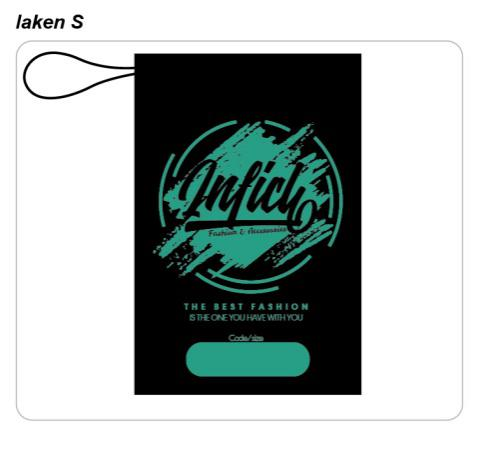 laken S
Infich
Fashion & Accessories
THE BEST FASHION
IS THE ONE YOU HAVE WITH YOU
Code/size